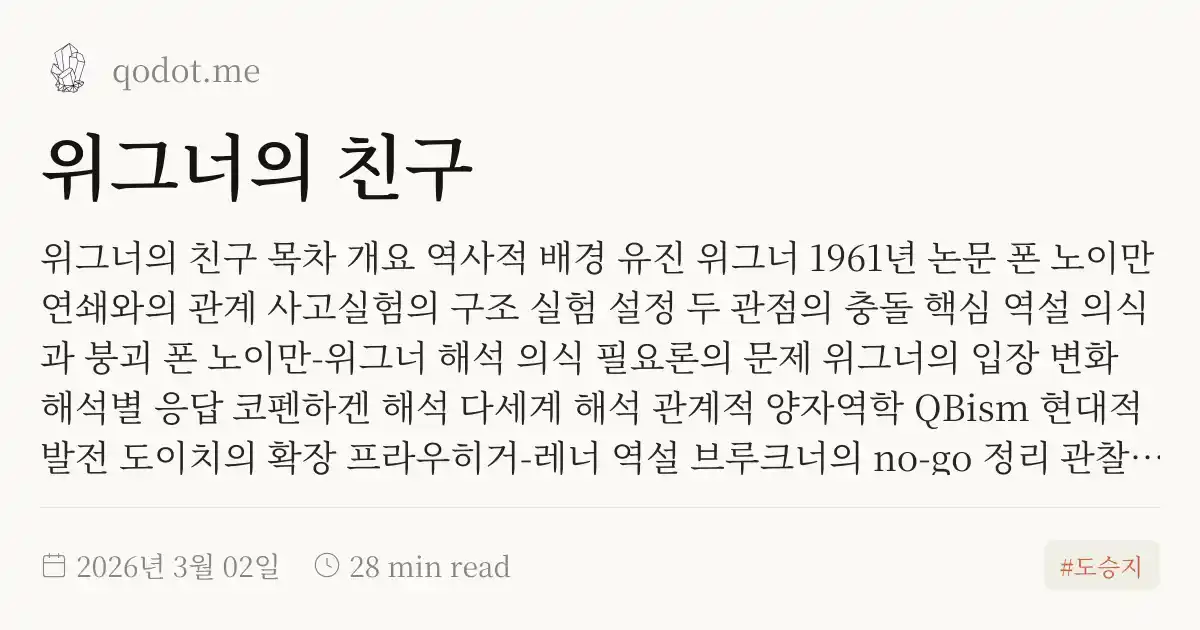 qodot.me
위그너의 친구
위그너의 친구 목차 개요 역사적 배경 유진 위그너 1961년 논문 폰 노이만
연쇄와의 관계 사고실험의 구조 실험 설정 두 관점의 충돌 핵심 역설 의식
과 붕괴 폰 노이만-위그너 해석 의식 필요론의 문제 위그너의 입장 변화
해석별 응답 코펜하겐 해석 다세계 해석 관계적 양자역학 QBism 현대적
발전 도이치의 확장 프라우히거-레너 역설 브루크너의 no-go 정리 관찰…
2026년 3월 02일
28 min read
#도승지